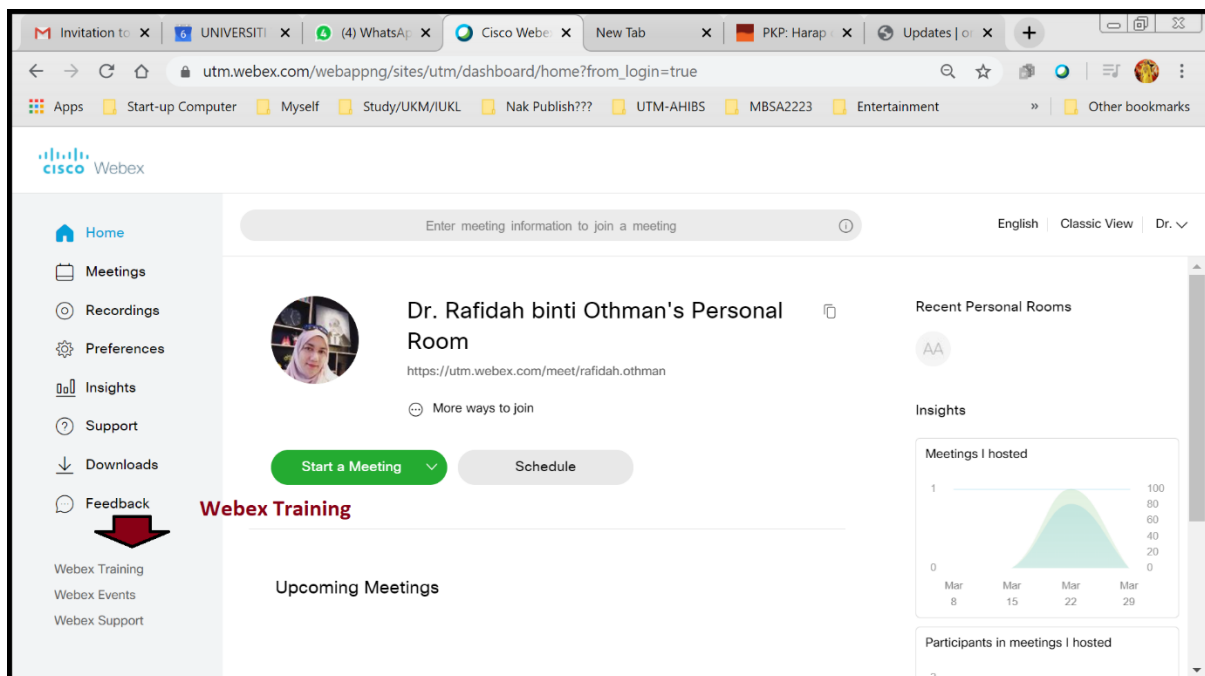 Invitation to
UNIVERSITI
(4) WhatsAp
Cisco Webe
New Tab
PKP: Harap
Updates | or
utm.webex.com/webappng/sites/utm/dashboard/home?from_login=true
Apps Start-up Computer Myself Study/UKM/IUKL Nak Publish??? UTM-AHIBS MBSA2223 Entertainment » Other bookmarks
CISCO Webex
Enter meeting information to join a meeting
English Classic View Dr.
Home
Meetings
Recordings
Preferences
Insights
Support
Downloads
Feedback
Webex Training
Webex Training
Webex Events
Webex Support
Dr. Rafidah binti Othman's Personal
Room
https://utm.webex.com/meet/rafidah.othman
More ways to join
Start a Meeting
Schedule
Upcoming Meetings
Recent Personal Rooms
AA
Insights
Meetings I hosted
1 100
80
60
40
20
0 0
Mar Mar Mar Mar
8 15 22 29
Participants in meetings I hosted